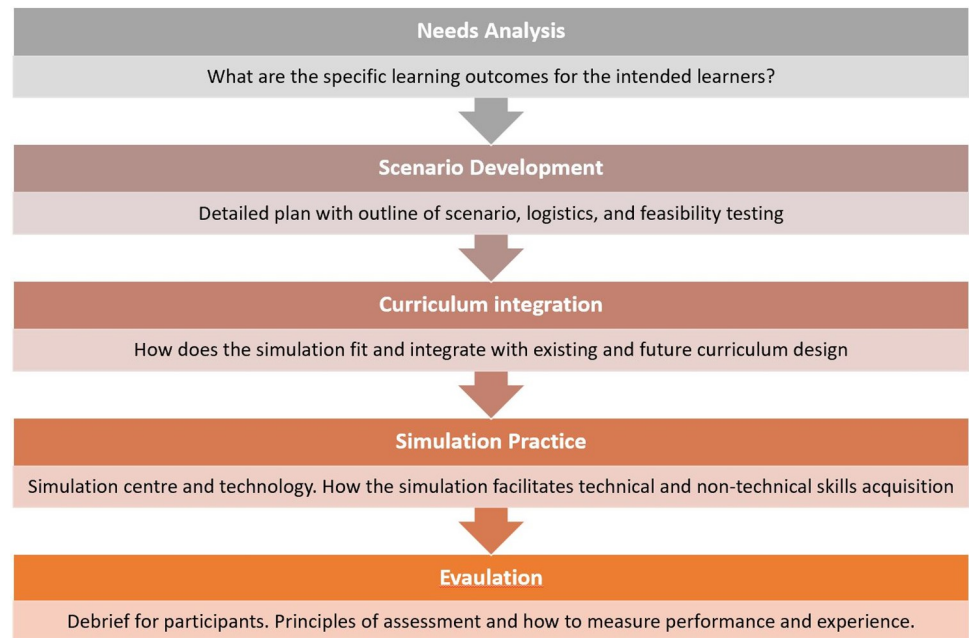 Needs Analysis
What are the specific learning outcomes for the intended learners?
Scenario Development
Detailed plan with outline of scenario, logistics, and feasibility testing
Curriculum integration
How does the simulation fit and integrate with existing and future curriculum design
Simulation Practice
Simulation centre and technology. How the simulation facilitates technical and non-technical skills acquisition
Evaulation
Debrief for participants. Principles of assessment and how to measure performance and experience.